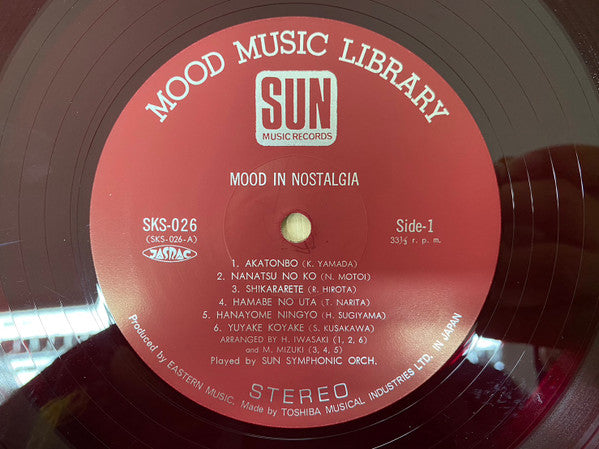 MOOD MUSIC LIBRARY
SUN
MUSIC RECORDS
MOOD IN NOSTALGIA
SKS-026
(SKS-026-A)
JASRAC
Side-1
33⅓ r. p. m.
1. AKATONBO (K. YAMADA)
2. NANATSU NO KO (N. MOTOI)
3. SHIKARARETE (R. HIROTA)
4. HAMABE NO UTA (T. NARITA)
5. HANAYOME NINGYO (H. SUGIYAMA)
6. YUYAKE KOYAKE (S. KUSAKAWA)
ARRANGED BY H. IWASAKI (1, 2, 6)
and M. MIZUKI (3, 4, 5)
Played by SUN SYMPHONIC ORCH.
STEREO
Produced by EASTERN MUSIC. Made by TOSHIBA MUSICAL INDUSTRIES LTD. IN JAPAN